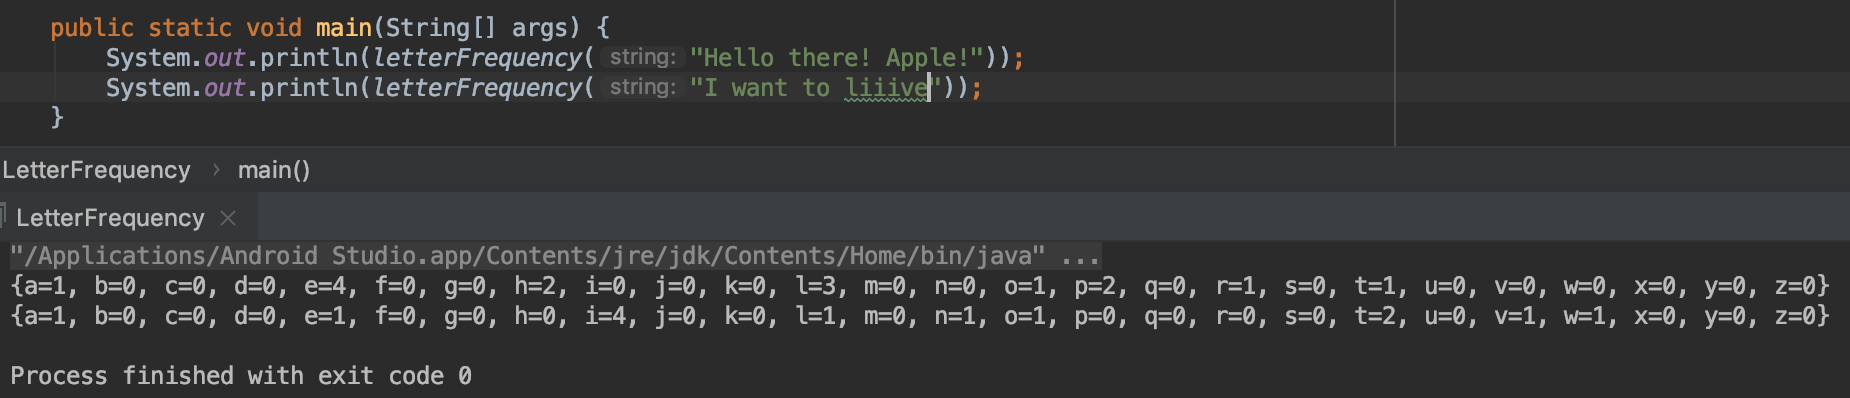 public static void main(String[] args) {
System.out.println(letterFrequency( string: "Hello there! Apple!"));
System.out.println(letterFrequency( string: "I want to liiive"));
}
LetterFrequency › main()
LetterFrequency ×
"/Applications/Android Studio.app/Contents/jre/jdk/Contents/Home/bin/java" ...
{a=1, b=0, c=0, d=0, e=4, f=0, g=0, h=2, i=0, j=0, k=0, l=3, m=0, n=0, o=1, p=2, q=0, r=1, s=0, t=1, u=0, v=0, w=0, x=0, y=0, z=0}
{a=1, b=0, c=0, d=0, e=1, f=0, g=0, h=0, i=4, j=0, k=0, l=1, m=0, n=1, o=1, p=0, q=0, r=0, s=0, t=2, u=0, v=1, w=1, x=0, y=0, z=0}
Process finished with exit code 0